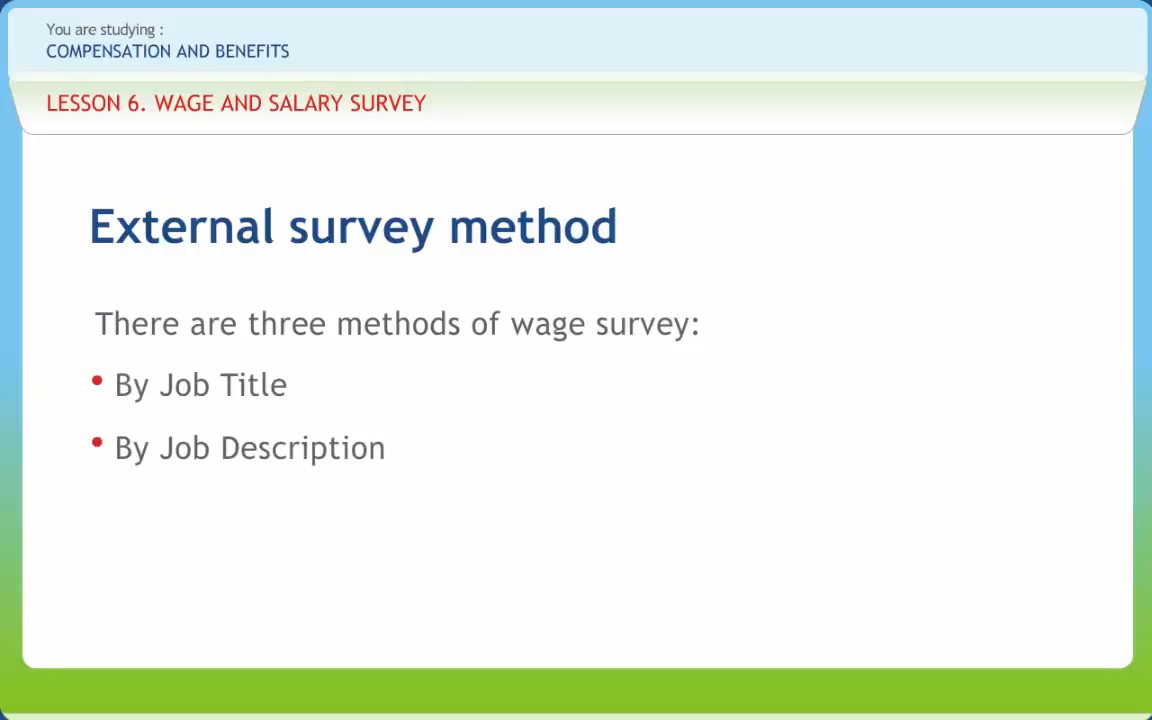 You are studying :
COMPENSATION AND BENEFITS
LESSON 6. WAGE AND SALARY SURVEY
External survey method
There are three methods of wage survey:
• By Job Title
• By Job Description